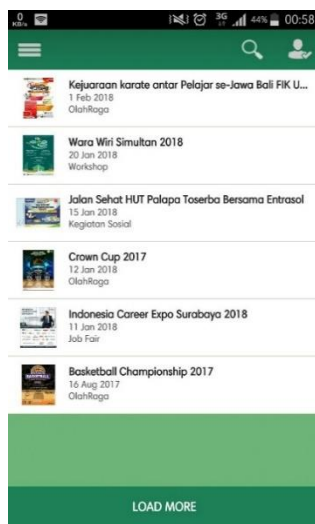 0
KB/s
3G
44%
00:58
Kejuaraan karate antar Pelajar se-Jawa Bali FIK U...
1 Feb 2018
OlahRaga
Wara Wiri Simultan 2018
20 Jan 2018
Workshop
Jalan Sehat HUT Palapa Toserba Bersama Entrasol
15 Jan 2018
Kegiatan Sosial
Crown Cup 2017
12 Jan 2018
OlahRaga
Indonesia Career Expo Surabaya 2018
11 Jan 2018
Job Fair
Basketball Championship 2017
16 Aug 2017
OlahRaga
LOAD MORE